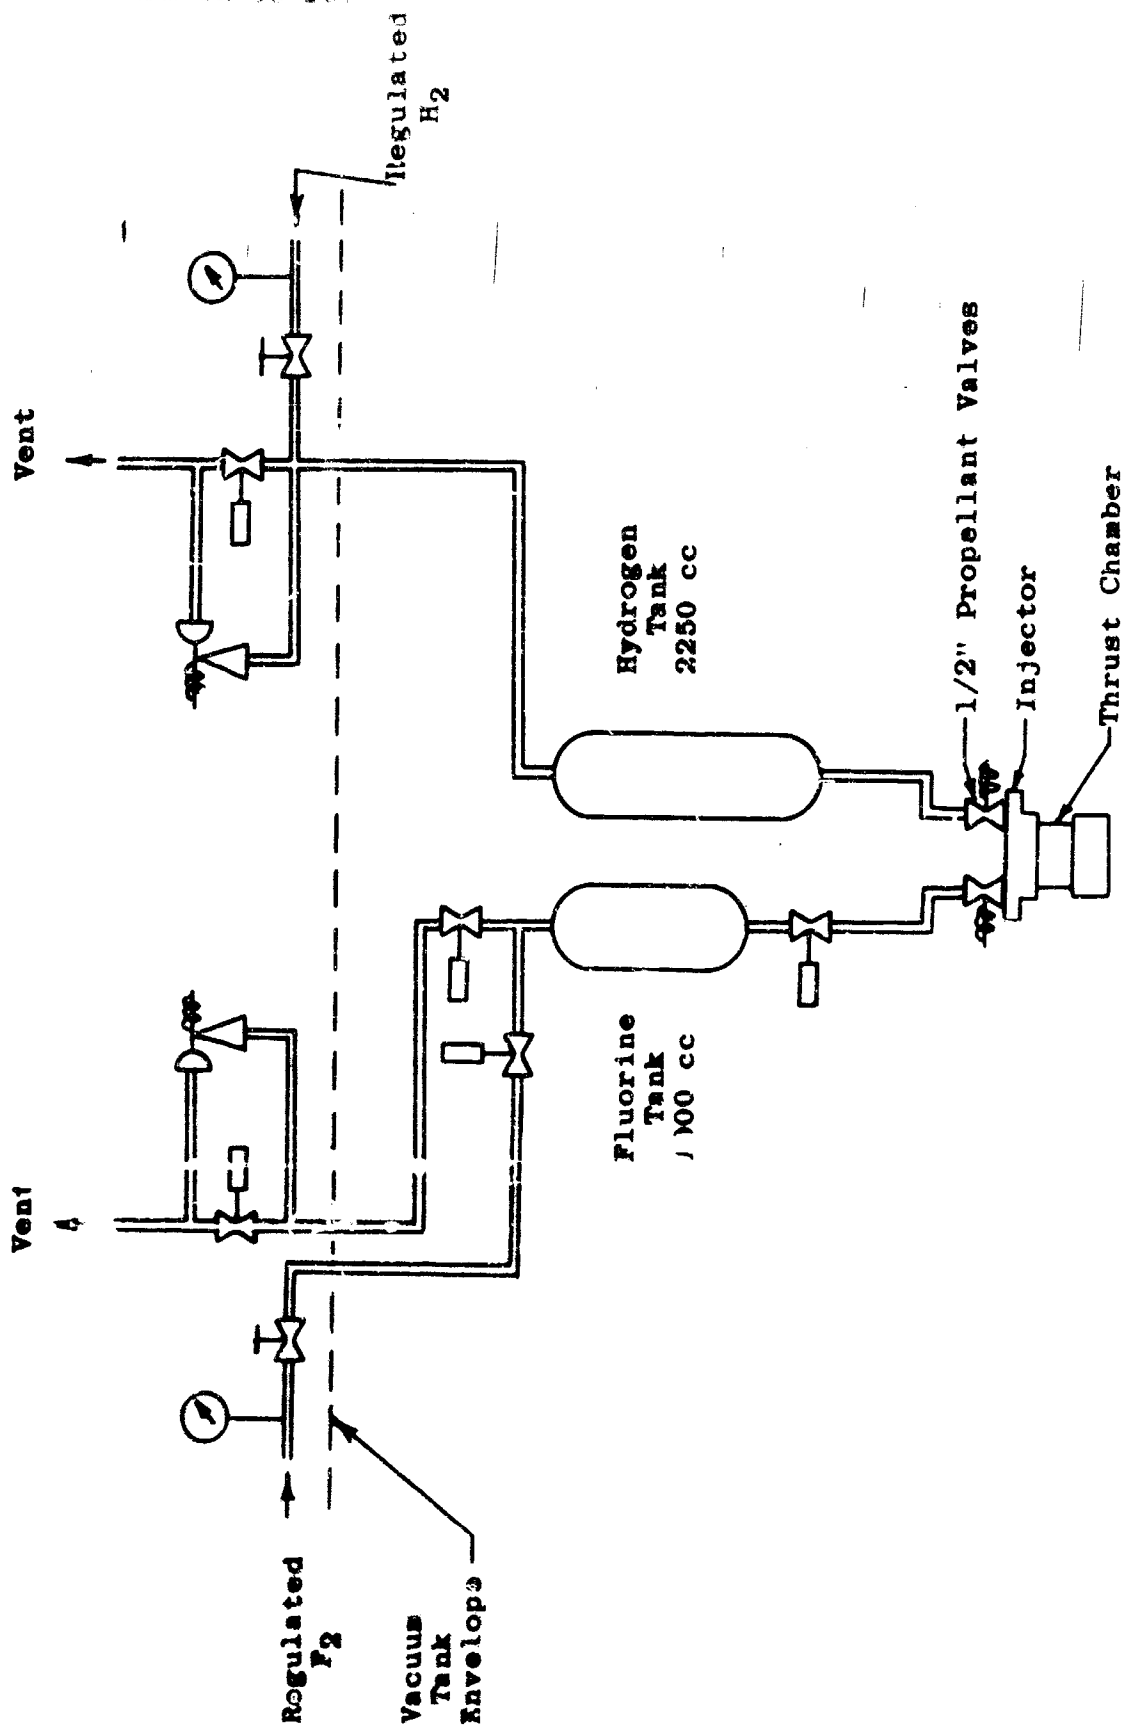 Vent
Vent
Regulated
F2
Regulated
H2
Vacuum
Tank
Envelope
Fluorine
Tank
cc
Hydrogen
Tank
2250 cc
1/2" Propellant Valves
Injector
Thrust Chamber